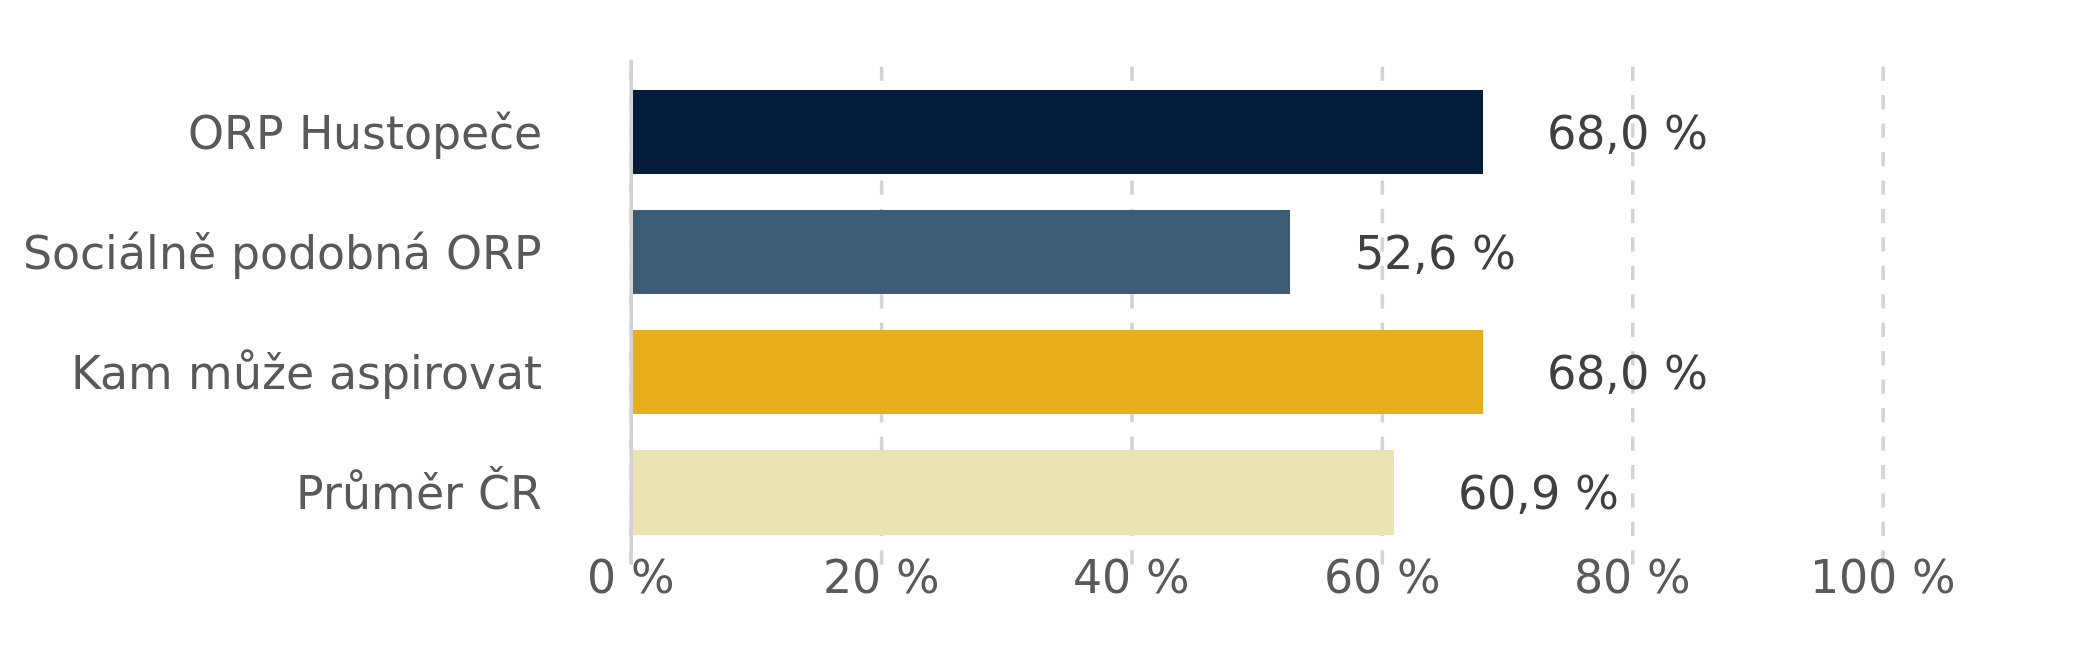 ORP Hustopeče 68,0 %
Sociálně podobná ORP 52,6 %
Kam může aspirovat 68,0 %
Průměr ČR 60,9 %
0 % 20 % 40 % 60 % 80 % 100 %